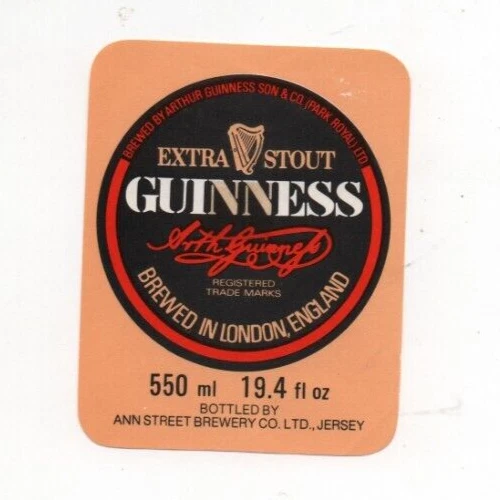 BREWED BY ARTHUR GUINNESS SON & CO. (PARK ROYAL) LTD
EXTRA STOUT
GUINNESS
Arth Guinness
REGISTERED
TRADE MARKS
BREWED IN LONDON, ENGLAND
550 ml 19.4 fl oz
BOTTLED BY
ANN STREET BREWERY CO. LTD., JERSEY